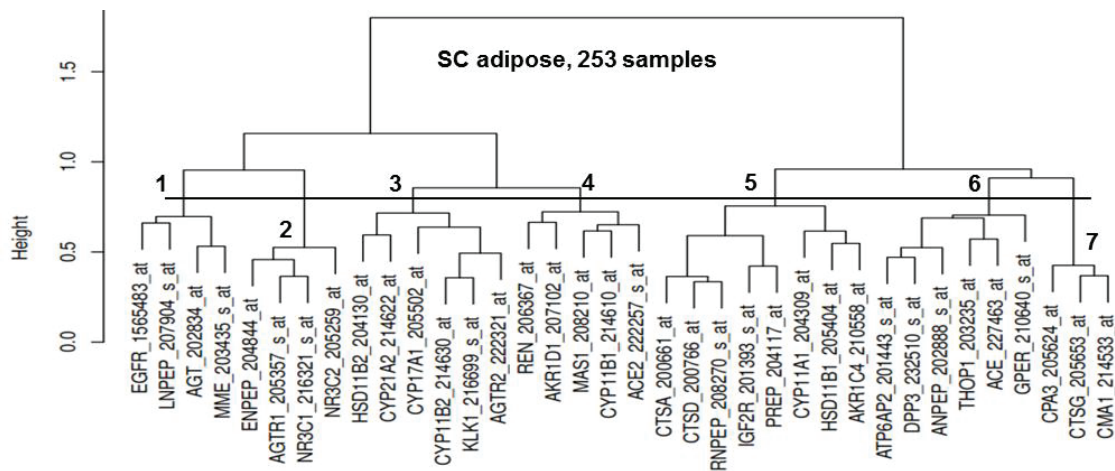 SC adipose, 253 samples
Height
1.5
1.0
0.5
0.0
1
2
3
4
5
6
7
EGFR_1565483_at
LNPEP_207904_s_at
AGT_202834_at
MME_203435_s_at
ENPEP_204844_at
AGTR1_205357_s_at
NR3C1_216321_s_at
NR3C2_205259_at
HSD11B2_204130_at
CYP21A2_214622_at
CYP17A1_205502_at
CYP11B2_214630_at
KLK1_216699_s_at
AGTR2_222321_at
REN_206367_at
AKR1D1_207102_at
MAS1_208210_at
CYP11B1_214610_at
ACE2_222257_s_at
CTSA_200661_at
CTSD_200766_at
RNPEP_208270_s_at
IGF2R_201393_s_at
PREP_204117_at
CYP11A1_204309_at
HSD11B1_205404_at
AKR1C4_210558_at
ATP6AP2_201443_s_at
DPP3_232510_s_at
ANPEP_202888_s_at
THOP1_203235_at
ACE_227463_at
GPER_210640_s_at
CPA3_205624_at
CTSG_205653_at
CMA1_214533_at